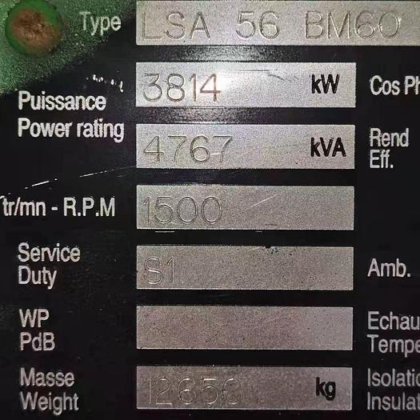 Type LSA 56 BM60
Puissance 3814 kW Cos Ph
Power rating 4767 kVA Rend
Eff.
tr/mn - R.P.M 1500
Service S1
Duty Amb.
WP Echau
PdB Tempe
Masse Isolati
Weight kg Insulat